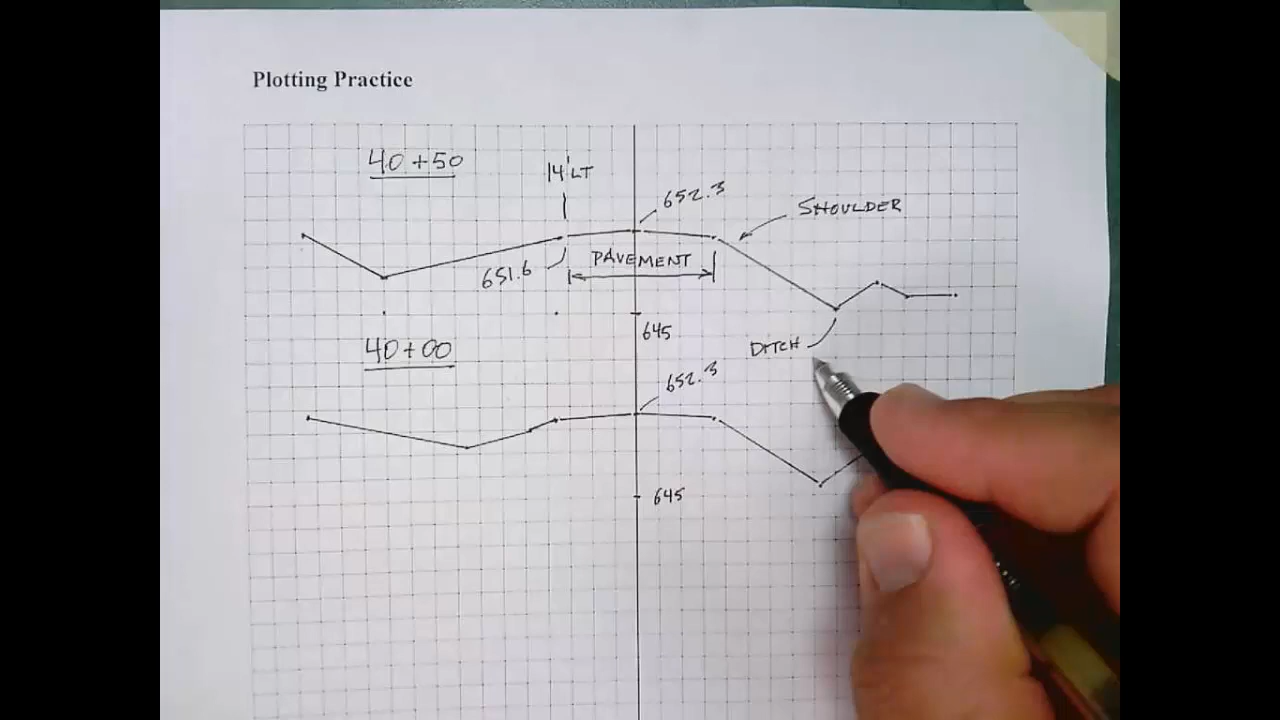 Plotting Practice
40+50
14' LT
652.3
SHOULDER
651.6
PAVEMENT
645
DITCH
40+00
652.3
645